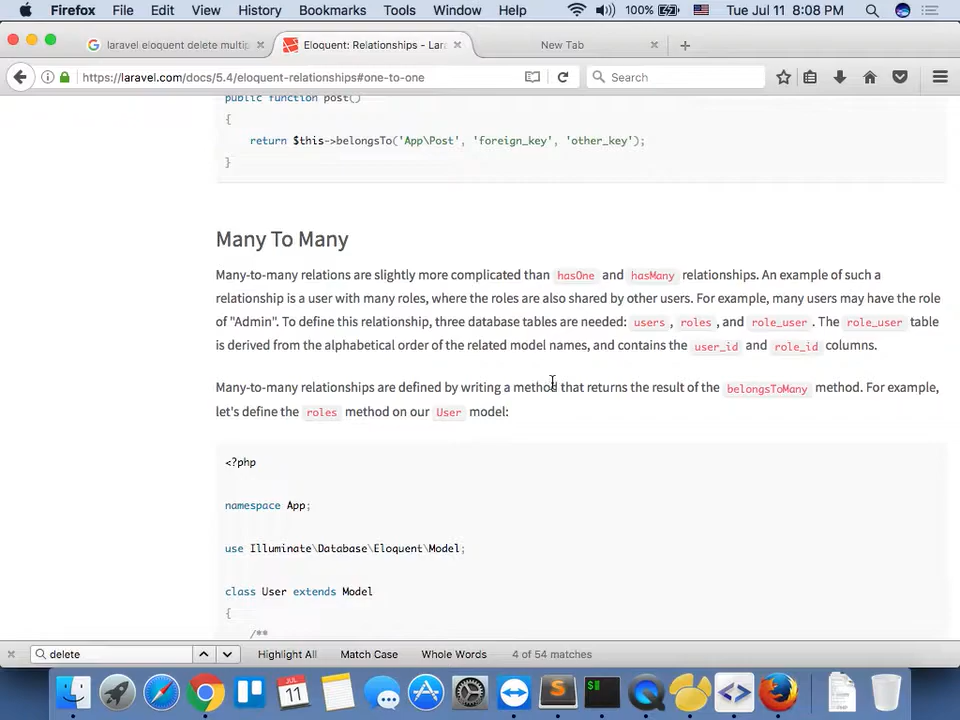 Firefox File Edit View History Bookmarks Tools Window Help 100% Tue Jul 11 8:08 PM
laravel eloquent delete multip Eloquent: Relationships - Lara New Tab
https://laravel.com/docs/5.4/eloquent-relationships#one-to-one Search
public function post()
{
return $this->belongsTo('App\Post', 'foreign_key', 'other_key');
}
Many To Many
Many-to-many relations are slightly more complicated than hasOne and hasMany relationships. An example of such a
relationship is a user with many roles, where the roles are also shared by other users. For example, many users may have the role
of "Admin". To define this relationship, three database tables are needed: users, roles, and role_user. The role_user table
is derived from the alphabetical order of the related model names, and contains the user_id and role_id columns.
Many-to-many relationships are defined by writing a method that returns the result of the belongsToMany method. For example,
let's define the roles method on our User model:
<?php
namespace App;
use Illuminate\Database\Eloquent\Model;
class User extends Model
{
/**
delete Highlight All Match Case Whole Words 4 of 54 matches
JUL
11
$